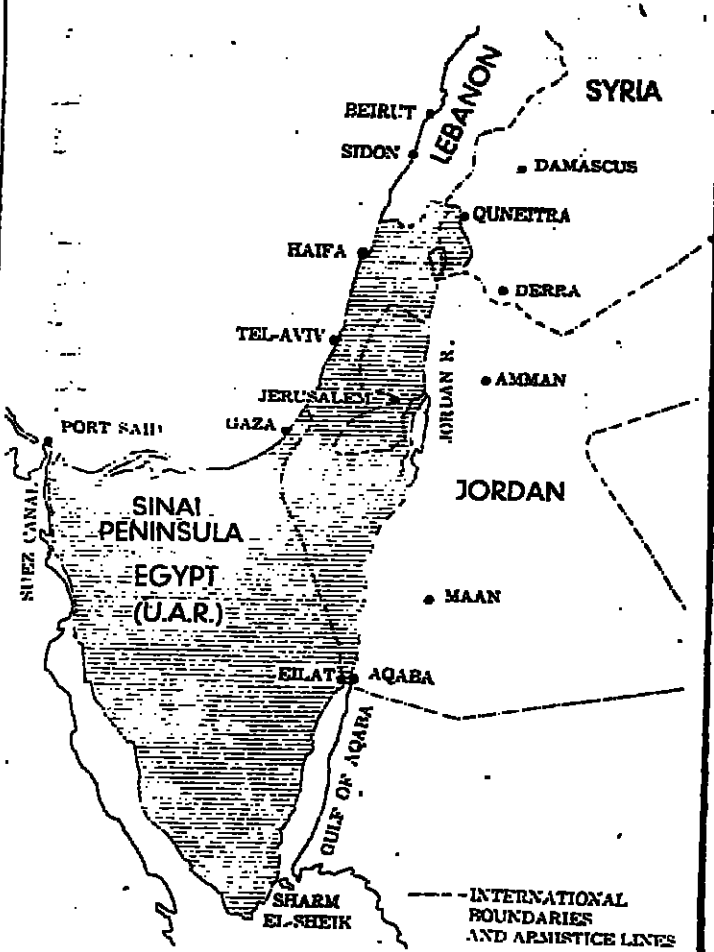 LEBANON
SYRIA
BEIRUT
SIDON
DAMASCUS
QUNEITRA
HAIFA
DERRA
TEL-AVIV
JORDAN R.
AMMAN
JERUSALEM
PORT SAID
GAZA
SUEZ CANAL
SINAI
PENINSULA
EGYPT
(U.A.R.)
JORDAN
MAAN
EILAT
AQABA
GULF OF AQABA
SHARM
EL-SHEIK
INTERNATIONAL
BOUNDARIES
AND ARMISTICE LINES